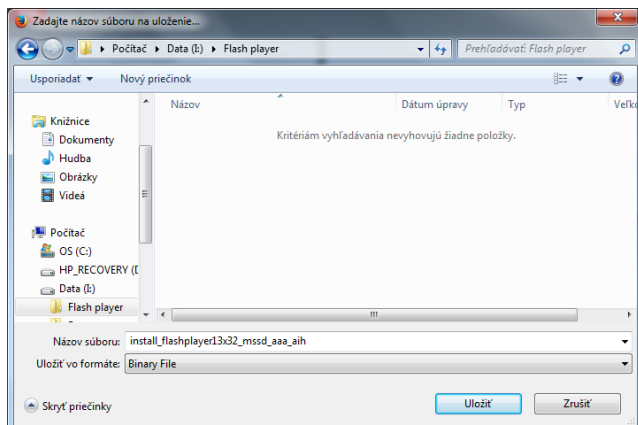 Zadajte názov súboru na uloženie...
Počítač ▸ Data (I:) ▸ Flash player
Prehľadávať: Flash player
Usporiadať
Nový priečinok
Názov
Dátum úpravy
Typ
Veľko
Kritériám vyhľadávania nevyhovujú žiadne položky.
Knižnice
Dokumenty
Hudba
Obrázky
Videá
Počítač
OS (C:)
HP_RECOVERY (D
Data (I:)
Flash player
Názov súboru: install_flashplayer13x32_mssd_aaa_aih
Uložiť vo formáte: Binary File
Skryť priečinky
Uložiť
Zrušiť